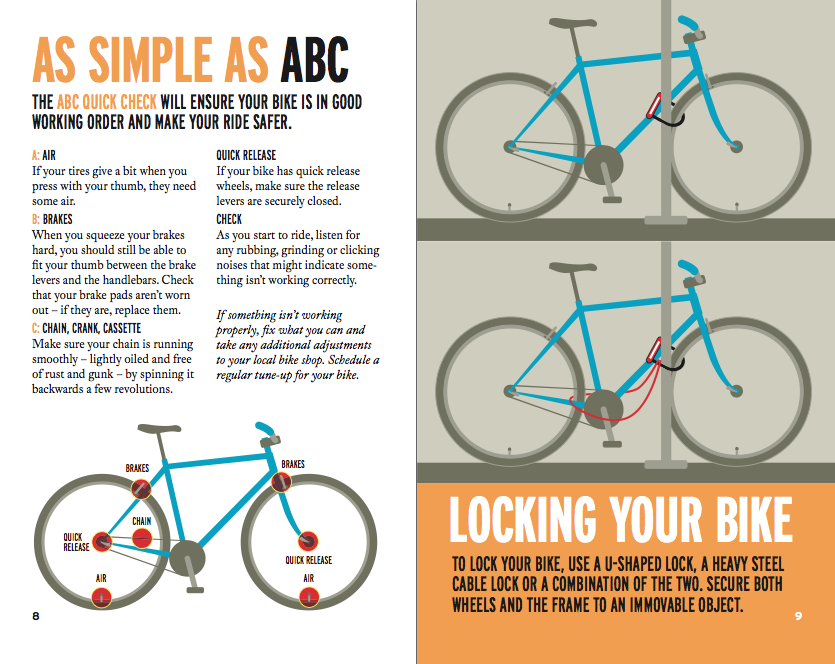 AS SIMPLE AS ABC
THE ABC QUICK CHECK WILL ENSURE YOUR BIKE IS IN GOOD
WORKING ORDER AND MAKE YOUR RIDE SAFER.
A: AIR
If your tires give a bit when you
press with your thumb, they need
some air.
B: BRAKES
When you squeeze your brakes
hard, you should still be able to
fit your thumb between the brake
levers and the handlebars. Check
that your brake pads aren't worn
out – if they are, replace them.
C: CHAIN, CRANK, CASSETTE
Make sure your chain is running
smoothly – lightly oiled and free
of rust and gunk – by spinning it
backwards a few revolutions.
QUICK RELEASE
If your bike has quick release
wheels, make sure the release
levers are securely closed.
CHECK
As you start to ride, listen for
any rubbing, grinding or clicking
noises that might indicate some-
thing isn't working correctly.
If something isn't working
properly, fix what you can and
take any additional adjustments
to your local bike shop. Schedule a
regular tune-up for your bike.
BRAKES
BRAKES
CHAIN
QUICK
RELEASE
QUICK RELEASE
AIR
AIR
8
LOCKING YOUR BIKE
TO LOCK YOUR BIKE, USE A U-SHAPED LOCK, A HEAVY STEEL
CABLE LOCK OR A COMBINATION OF THE TWO. SECURE BOTH
WHEELS AND THE FRAME TO AN IMMOVABLE OBJECT.
9